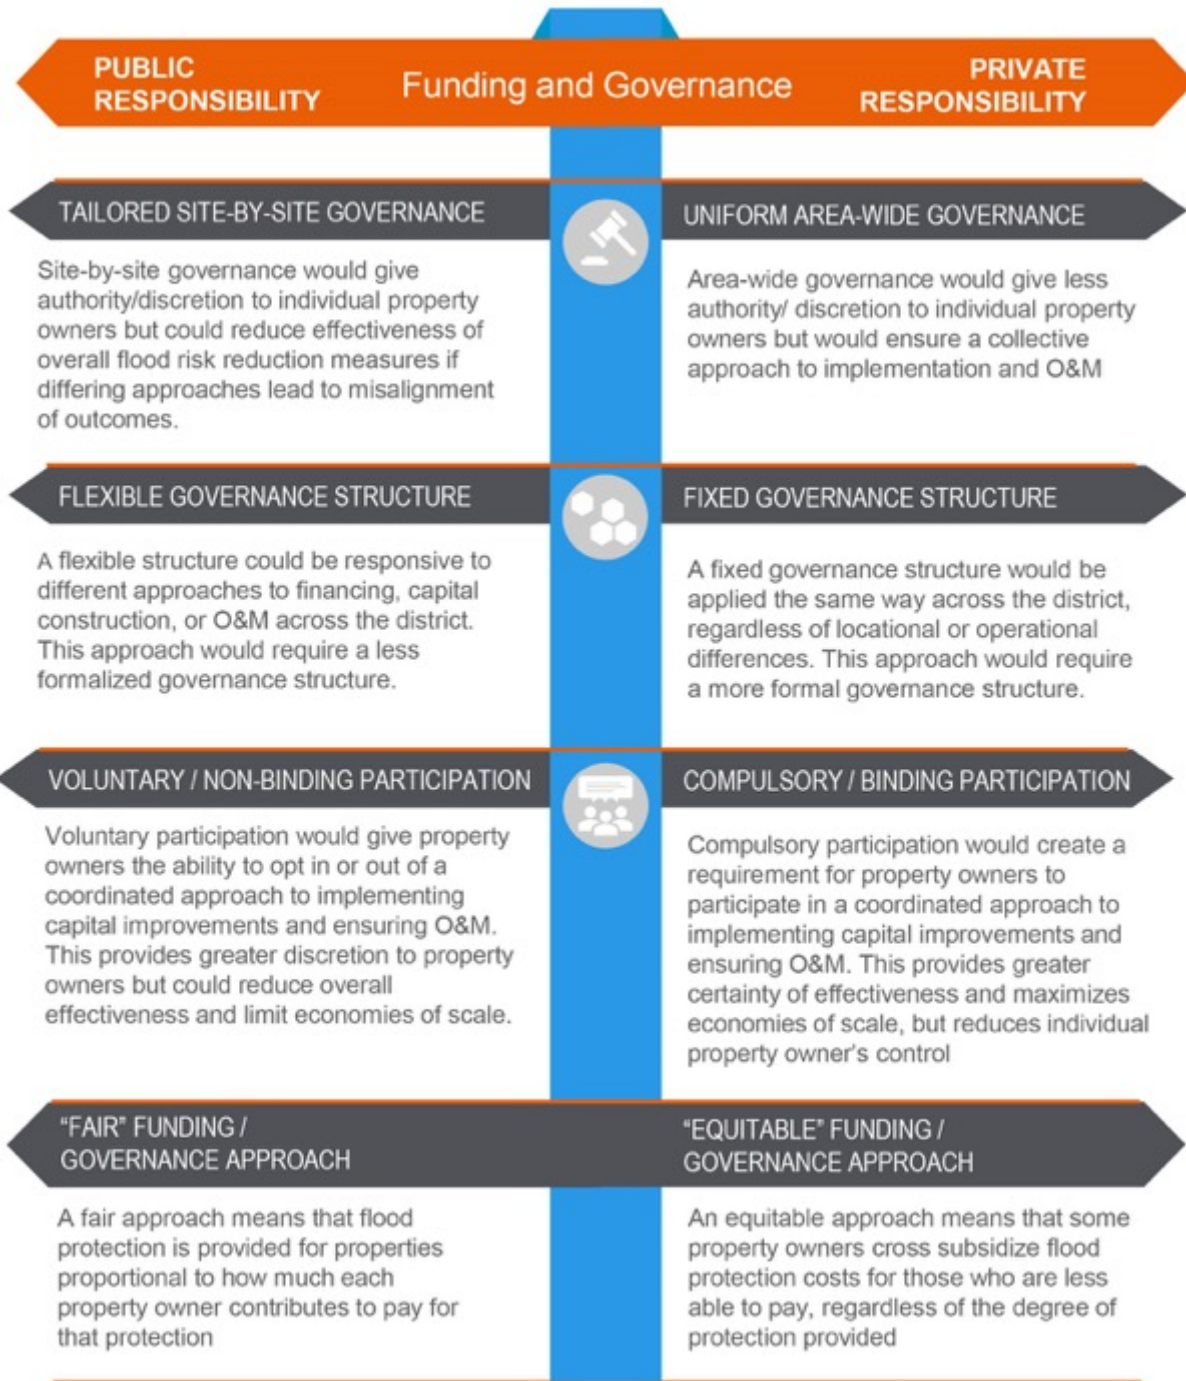 PUBLIC
RESPONSIBILITY
Funding and Governance
PRIVATE
RESPONSIBILITY
TAILORED SITE-BY-SITE GOVERNANCE
Site-by-site governance would give
authority/discretion to individual property
owners but could reduce effectiveness of
overall flood risk reduction measures if
differing approaches lead to misalignment
of outcomes.
UNIFORM AREA-WIDE GOVERNANCE
Area-wide governance would give less
authority/ discretion to individual property
owners but would ensure a collective
approach to implementation and O&M
FLEXIBLE GOVERNANCE STRUCTURE
A flexible structure could be responsive to
different approaches to financing, capital
construction, or O&M across the district.
This approach would require a less
formalized governance structure.
FIXED GOVERNANCE STRUCTURE
A fixed governance structure would be
applied the same way across the district,
regardless of locational or operational
differences. This approach would require
a more formal governance structure.
VOLUNTARY / NON-BINDING PARTICIPATION
Voluntary participation would give property
owners the ability to opt in or out of a
coordinated approach to implementing
capital improvements and ensuring O&M.
This provides greater discretion to property
owners but could reduce overall
effectiveness and limit economies of scale.
COMPULSORY / BINDING PARTICIPATION
Compulsory participation would create a
requirement for property owners to
participate in a coordinated approach to
implementing capital improvements and
ensuring O&M. This provides greater
certainty of effectiveness and maximizes
economies of scale, but reduces individual
property owner's control
"FAIR" FUNDING /
GOVERNANCE APPROACH
A fair approach means that flood
protection is provided for properties
proportional to how much each
property owner contributes to pay for
that protection
"EQUITABLE" FUNDING /
GOVERNANCE APPROACH
An equitable approach means that some
property owners cross subsidize flood
protection costs for those who are less
able to pay, regardless of the degree of
protection provided